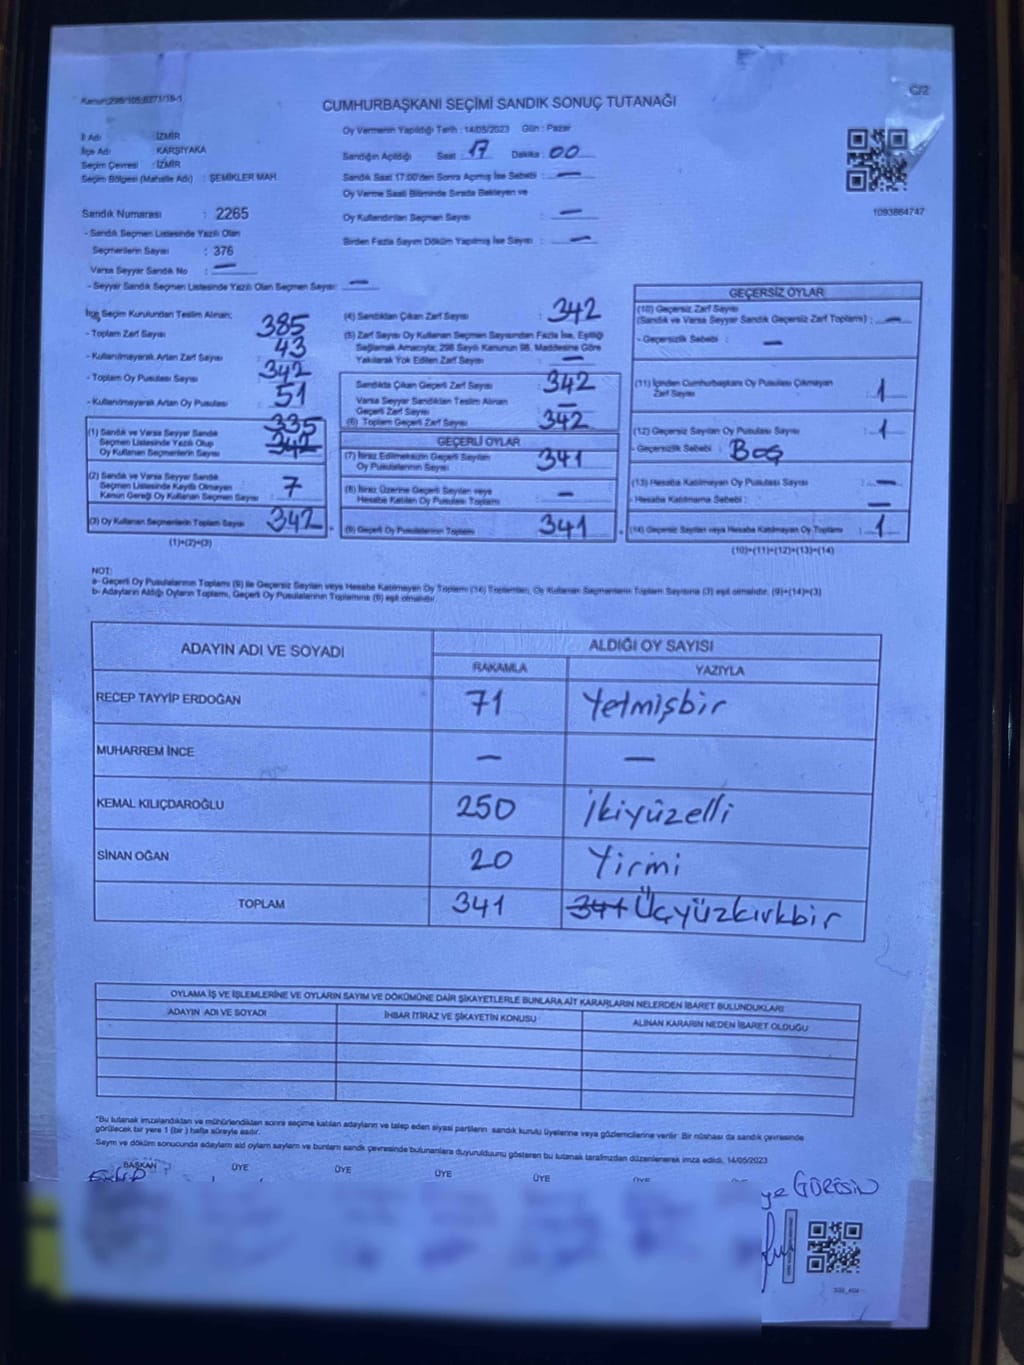 Kanun:298/105;6271/18-1
C/2
CUMHURBAŞKANI SEÇİMİ SANDIK SONUÇ TUTANAĞI
İl Adı : İZMİR
İlçe Adı : KARŞIYAKA
Seçim Çevresi : İZMİR
Seçim Bölgesi (Mahalle Adı) : ŞEMİKLER MAH.
Sandık Numarası : 2265
- Sandık Seçmen Listesinde Yazılı Olan
Seçmenlerin Sayısı : 376
Varsa Seyyar Sandık No : —
- Seyyar Sandık Seçmen Listesinde Yazılı Olan Seçmen Sayısı: —
Oy Vermenin Yapıldığı Tarih : 14/05/2023 Gün : Pazar
Sandığın Açıldığı Saat : 17 Dakika : 00
Sandık Saat 17:00'den Sonra Açılmış İse Sebebi : —
Oy Verme Saati Bitiminde Sırada Bekleyen ve
Oy Kullandırılan Seçmen Sayısı : —
Birden Fazla Sayım Döküm Yapılmış İse Sayısı : —
1093864747
İlçe Seçim Kurulundan Teslim Alınan;
- Toplam Zarf Sayısı : 385
- Kullanılmayarak Artan Zarf Sayısı : 43
- Toplam Oy Pusulası Sayısı : 342
- Kullanılmayarak Artan Oy Pusulası : 51
335
(1) Sandık ve Varsa Seyyar Sandık
Seçmen Listesinde Yazılı Olup
Oy Kullanan Seçmenlerin Sayısı : 342
(2) Sandık ve Varsa Seyyar Sandık
Seçmen Listesinde Kayıtlı Olmayan
Kanun Gereği Oy Kullanan Seçmen Sayısı : 7
(3) Oy Kullanan Seçmenlerin Toplam Sayısı : 342
(1)+(2)=(3)
(4) Sandıktan Çıkan Zarf Sayısı : 342
(5) Zarf Sayısı Oy Kullanan Seçmen Sayısından Fazla İse, Eşitliği
Sağlamak Amacıyla; 298 Sayılı Kanunun 98. Maddesine Göre
Yakılarak Yok Edilen Zarf Sayısı : —
Sandıkta Çıkan Geçerli Zarf Sayısı : 342
Varsa Seyyar Sandıktan Teslim Alınan
Geçerli Zarf Sayısı : —
(6) Toplam Geçerli Zarf Sayısı : 342
GEÇERLİ OYLAR
(7) İtiraz Edilmeksizin Geçerli Sayılan
Oy Pusulalarının Sayısı : 341
(8) İtiraz Üzerine Geçerli Sayılan veya
Hesaba Katılan Oy Pusulası Toplamı : —
(9) Geçerli Oy Pusulalarının Toplamı : 341
GEÇERSİZ OYLAR
(10) Geçersiz Zarf Sayısı
(Sandık ve Varsa Seyyar Sandık Geçersiz Zarf Toplamı) : —
- Geçersizlik Sebebi : —
(11) İçinden Cumhurbaşkanı Oy Pusulası Çıkmayan
Zarf Sayısı : 1
(12) Geçersiz Sayılan Oy Pusulası Sayısı : 1
- Geçersizlik Sebebi : Boş
(13) Hesaba Katılmayan Oy Pusulası Sayısı : —
- Hesaba Katılmama Sebebi : —
(14) Geçersiz Sayılan veya Hesaba Katılmayan Oy Toplamı : 1
(10)+(11)+(12)+(13)=(14)
NOT:
a- Geçerli Oy Pusulalarının Toplamı (9) ile Geçersiz Sayılan veya Hesaba Katılmayan Oy Toplamı (14) Toplamları, Oy Kullanan Seçmenlerin Toplam Sayısına (3) eşit olmalıdır. (9)+(14)=(3)
b- Adayların Aldığı Oyların Toplamı, Geçerli Oy Pusulalarının Toplamına (9) eşit olmalıdır.
ADAYIN ADI VE SOYADI ALDIĞI OY SAYISI
RAKAMLA YAZIYLA
RECEP TAYYİP ERDOĞAN 71 Yetmişbir
MUHARREM İNCE — —
KEMAL KILIÇDAROĞLU 250 İkiyüzelli
SİNAN OĞAN 20 Yirmi
TOPLAM 341 341 Üçyüzkırkbir
OYLAMA İŞ VE İŞLEMLERİNE VE OYLARIN SAYIM VE DÖKÜMÜNE DAİR ŞİKAYETLERLE BUNLARA AİT KARARLARIN NELERDEN İBARET BULUNDUKLARI
ADAYIN ADI VE SOYADI İHBAR İTİRAZ VE ŞİKAYETİN KONUSU ALINAN KARARIN NEDEN İBARET OLDUĞU
*Bu tutanak imzalandıktan ve mühürlendikten sonra seçime katılan adayların ve talep eden siyasi partilerin sandık kurulu üyelerine veya gözlemcilerine verilir. Bir nüshası da sandık çevresinde
görülecek bir yere 1 (bir) hafta süreyle asılır.
Sayım ve döküm sonucunda adayların aldığı oyların sayılarını ve bunların sandık çevresinde bulunanlara duyurulduğunu gösteren bu tutanak tarafımızdan düzenlenerek imza edildi. 14/05/2023
BAŞKAN ÜYE ÜYE ÜYE ÜYE ÜYE
GÜRESİN